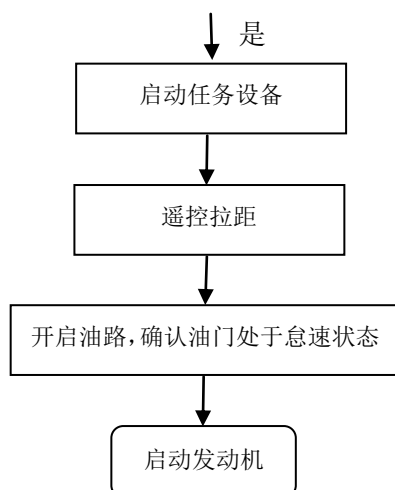 是
启动任务设备
遥控拉距
开启油路,确认油门处于怠速状态
启动发动机